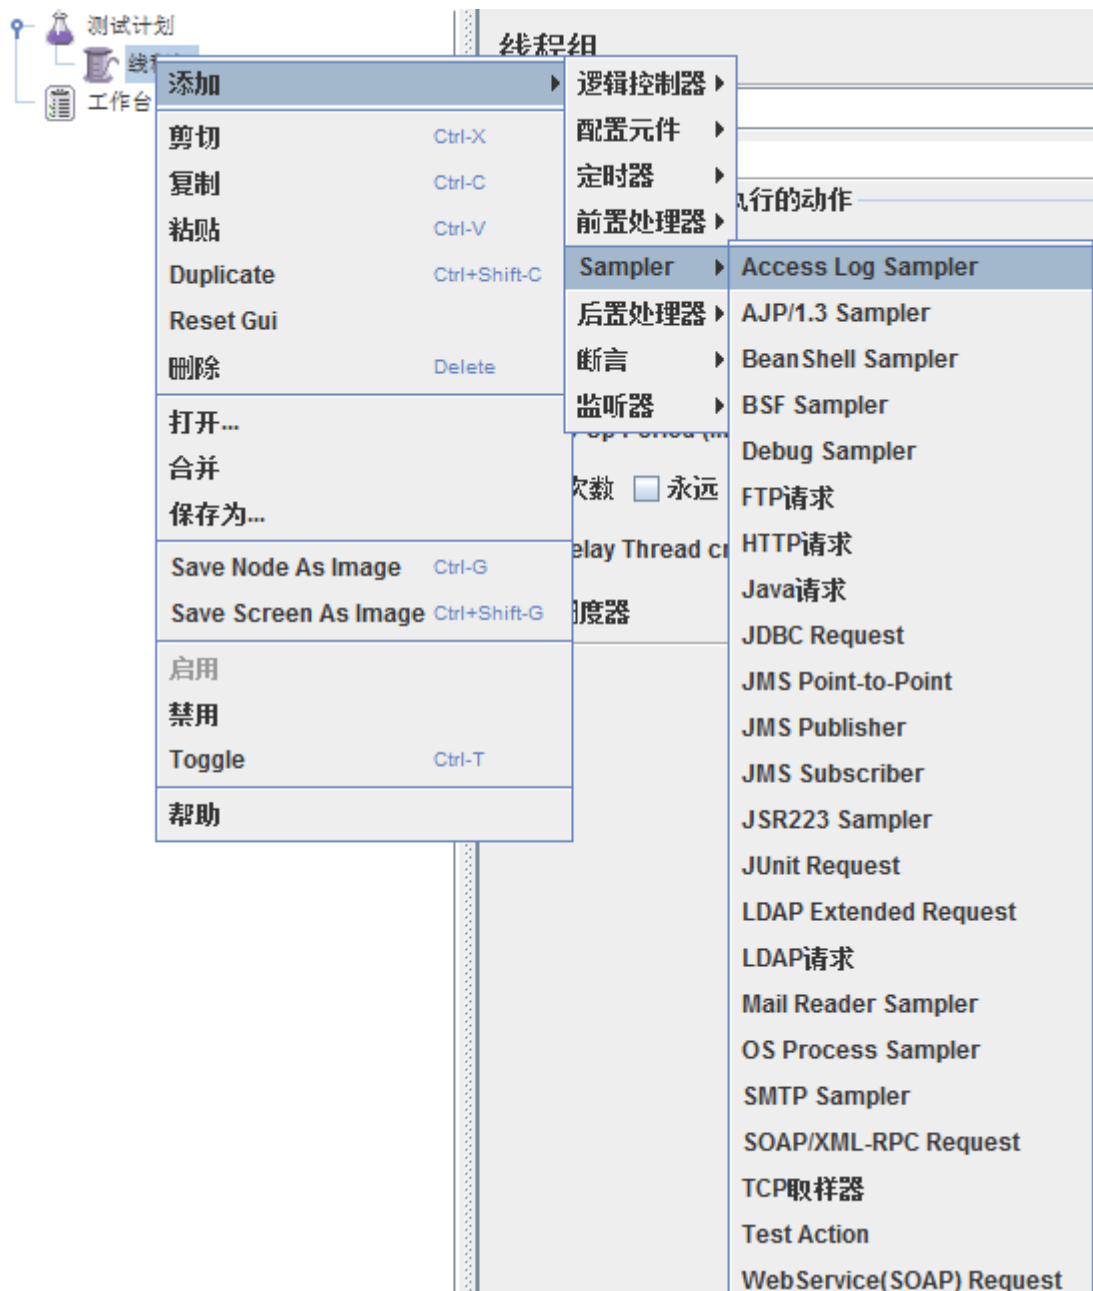 测试计划
线程
工作台
线程组
添加
剪切 Ctrl-X
复制 Ctrl-C
粘贴 Ctrl-V
Duplicate Ctrl+Shift-C
Reset Gui
删除 Delete
打开...
合并
保存为...
Save Node As Image Ctrl-G
Save Screen As Image Ctrl+Shift-G
启用
禁用
Toggle Ctrl-T
帮助
逻辑控制器
配置元件
定时器
前置处理器
Sampler
后置处理器
断言
监听器
执行的动作
次数 永远
elay Thread cr
度器
Access Log Sampler
AJP/1.3 Sampler
BeanShell Sampler
BSF Sampler
Debug Sampler
FTP请求
HTTP请求
Java请求
JDBC Request
JMS Point-to-Point
JMS Publisher
JMS Subscriber
JSR223 Sampler
JUnit Request
LDAP Extended Request
LDAP请求
Mail Reader Sampler
OS Process Sampler
SMTP Sampler
SOAP/XML-RPC Request
TCP取样器
Test Action
WebService(SOAP) Request